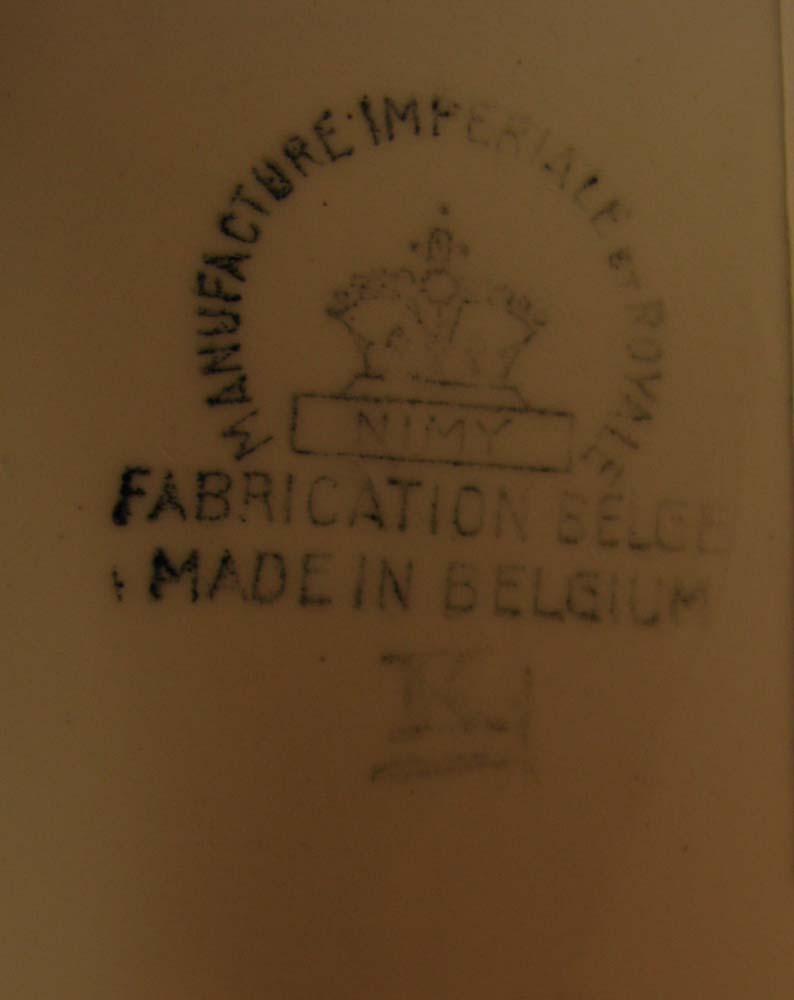 MANUFACTURE IMPERIALE ET ROYALE
NIMY
FABRICATION BELGE
MADE IN BELGIUM